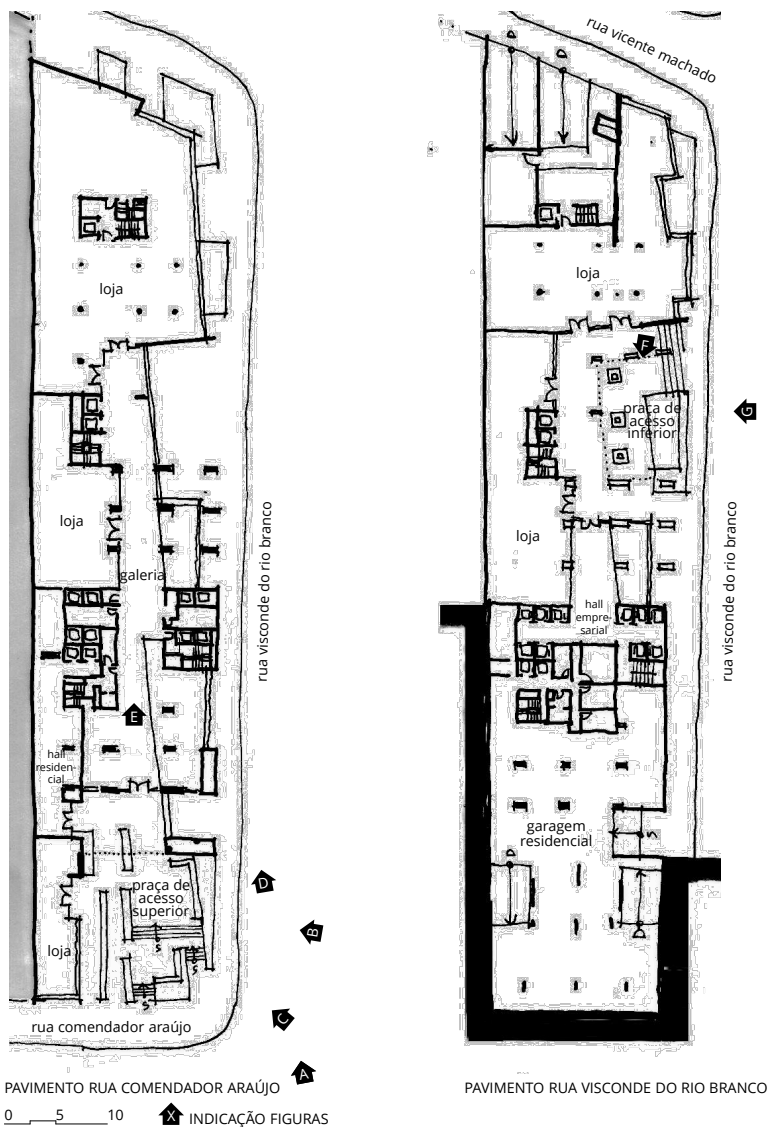 loja
loja
galeria
hall
residen-
cial
E
praça de
acesso
superior
loja
S
S
S
rua comendador araújo
rua visconde do rio branco
D
B
C
A
PAVIMENTO RUA COMENDADOR ARAÚJO
0 5 10
X INDICAÇÃO FIGURAS
rua vicente machado
D
D
loja
F
praça de
acesso
inferior
G
loja
hall
empre-
sarial
rua visconde do rio branco
garagem
residencial
S
D
D
PAVIMENTO RUA VISCONDE DO RIO BRANCO